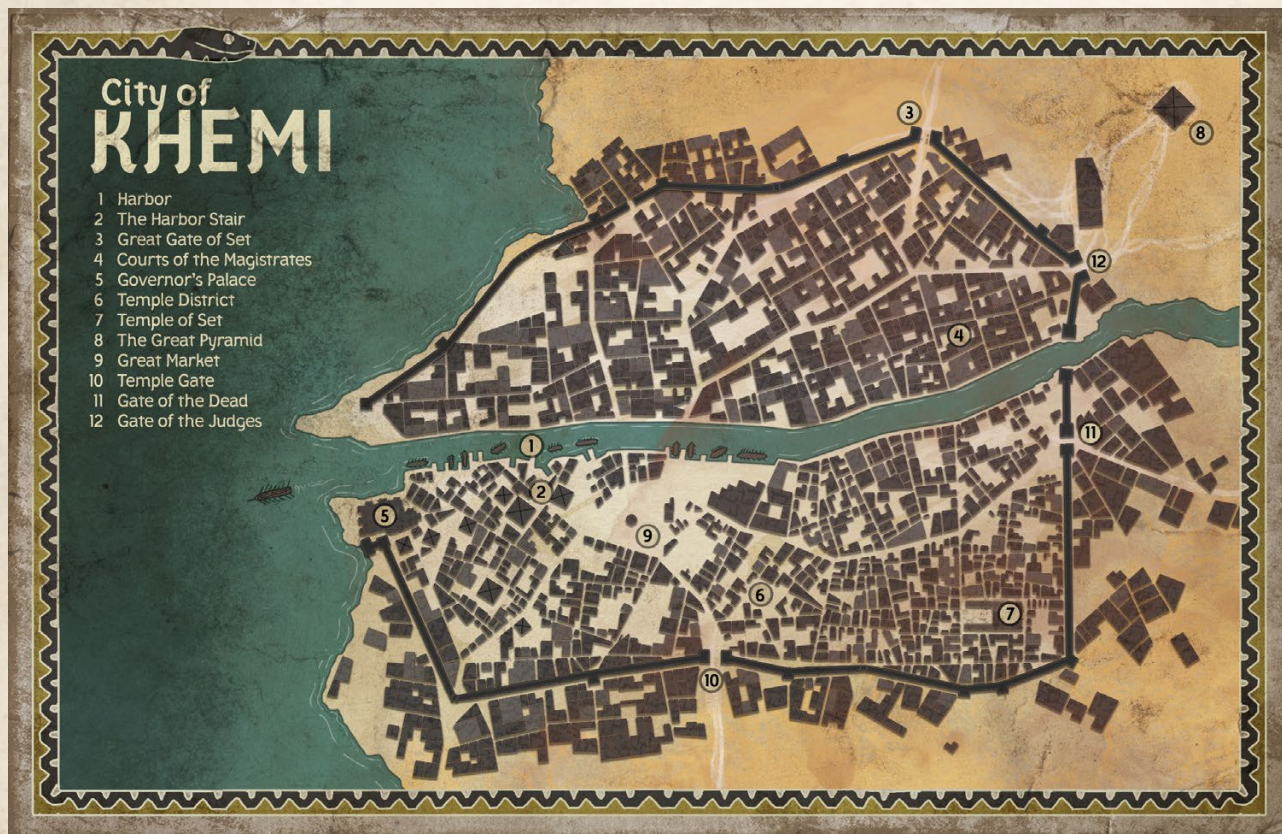 City of
KHEMI
1 Harbor
2 The Harbor Stair
3 Great Gate of Set
4 Courts of the Magistrates
5 Governor's Palace
6 Temple District
7 Temple of Set
8 The Great Pyramid
9 Great Market
10 Temple Gate
11 Gate of the Dead
12 Gate of the Judges
3
8
12
4
11
1
2
5
9
6
7
10